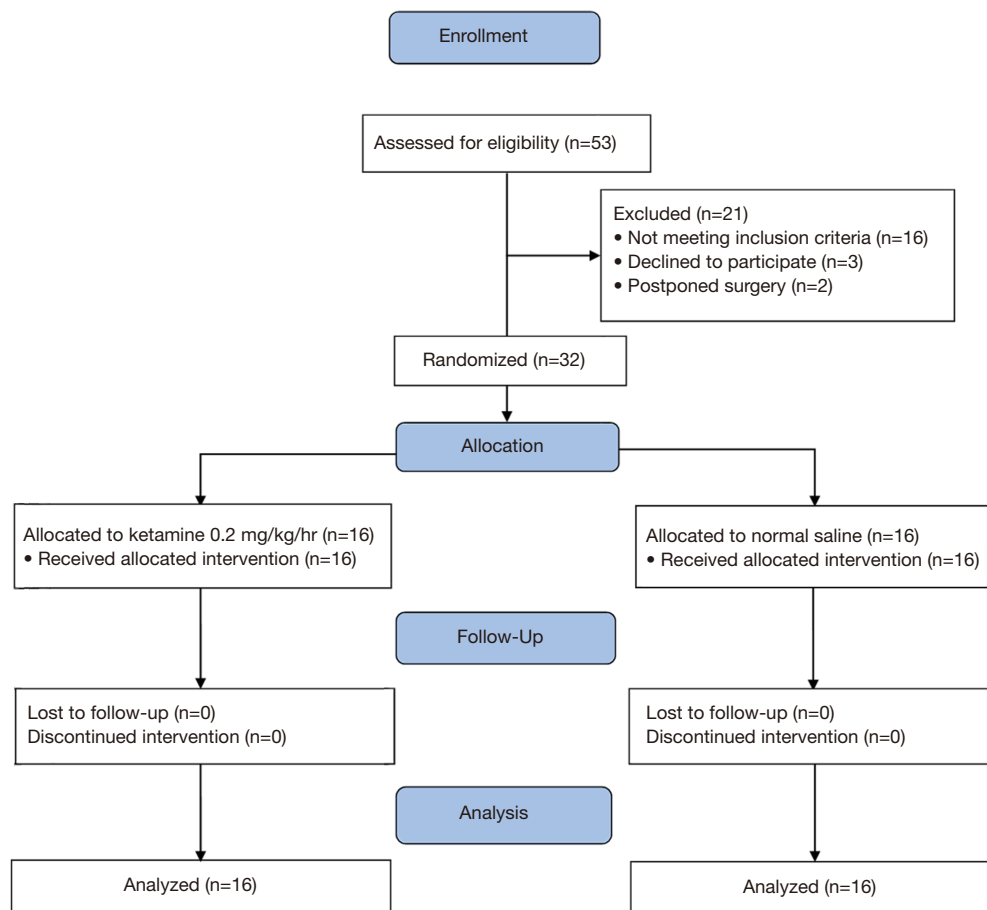 Enrollment
Assessed for eligibility (n=53)
Excluded (n=21)
• Not meeting inclusion criteria (n=16)
• Declined to participate (n=3)
• Postponed surgery (n=2)
Randomized (n=32)
Allocation
Allocated to ketamine 0.2 mg/kg/hr (n=16)
• Received allocated intervention (n=16)
Allocated to normal saline (n=16)
• Received allocated intervention (n=16)
Follow-Up
Lost to follow-up (n=0)
Discontinued intervention (n=0)
Lost to follow-up (n=0)
Discontinued intervention (n=0)
Analysis
Analyzed (n=16)
Analyzed (n=16)